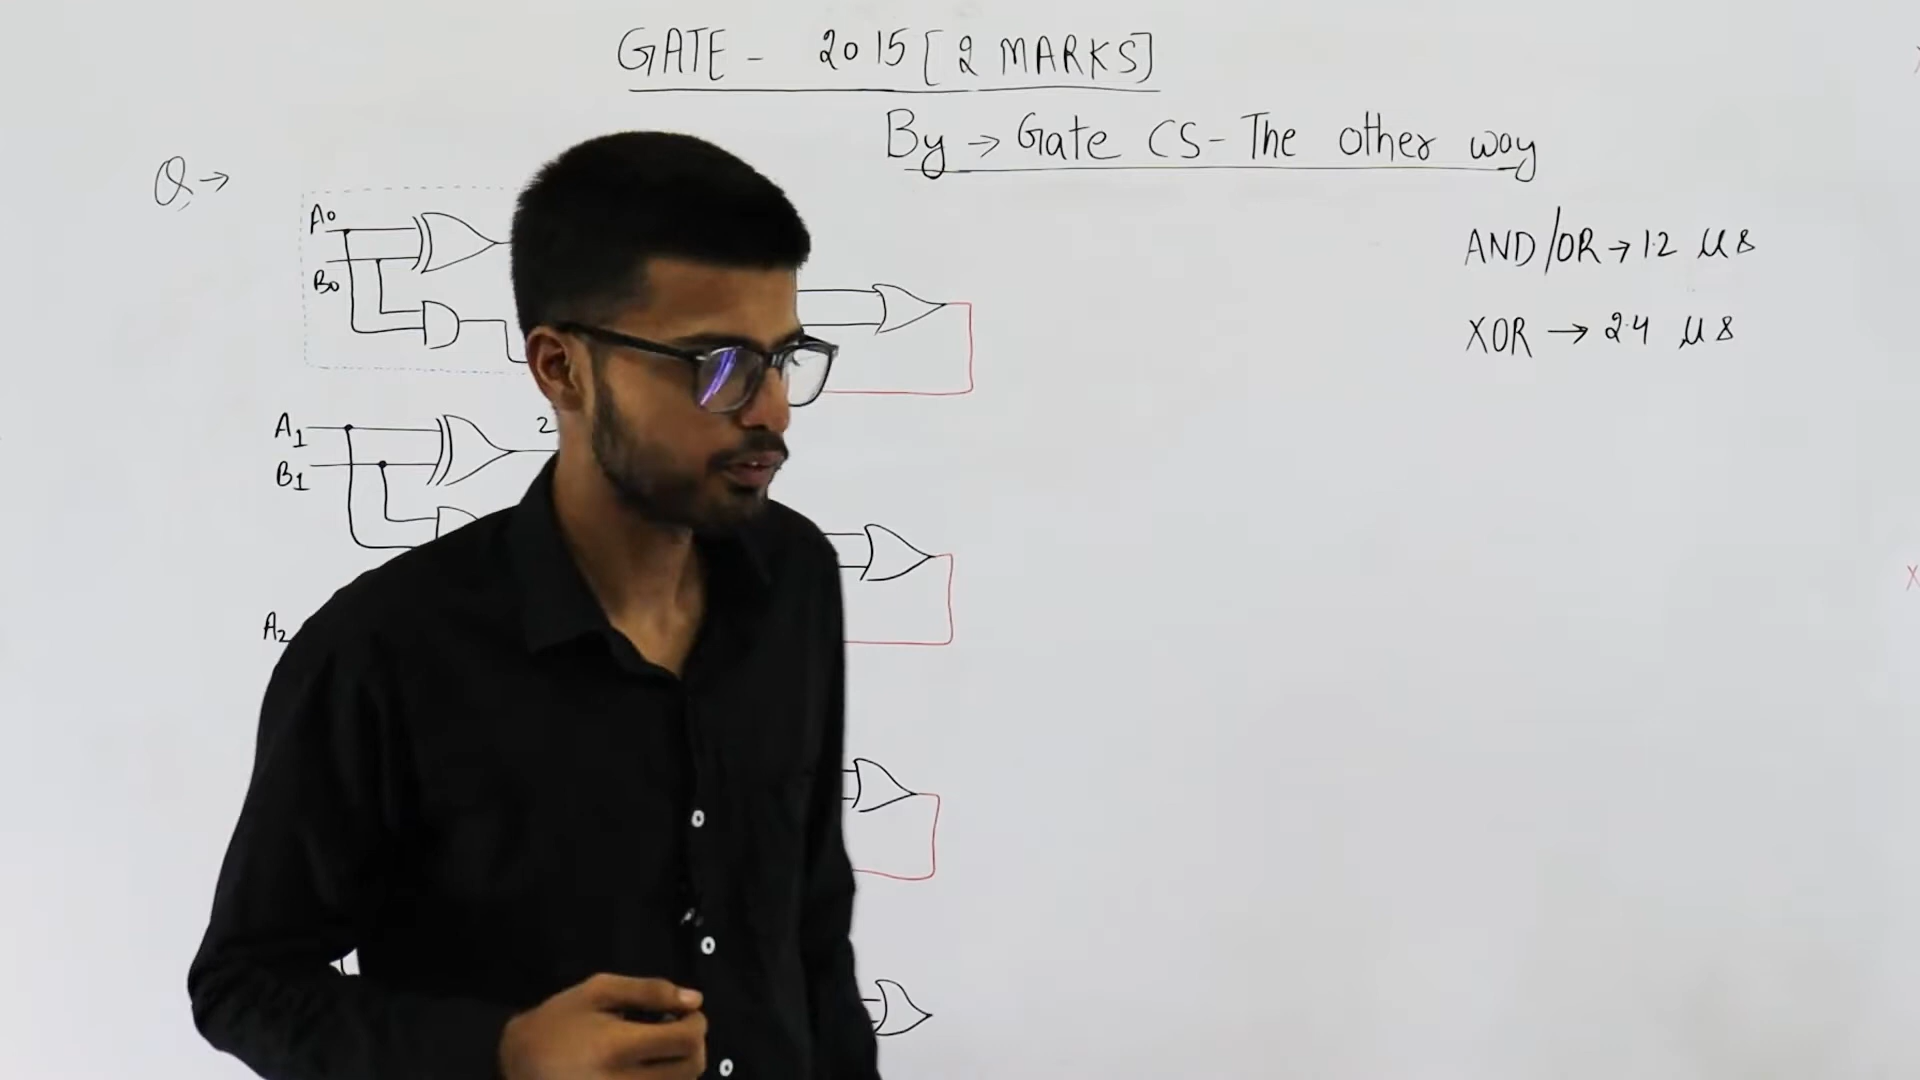 GATE - 2015 [2 MARKS]
By → Gate CS - The other way
Q →
A0
B0
AND/OR → 1.2 μs
XOR → 2.4 μs
A1
B1
2
A2